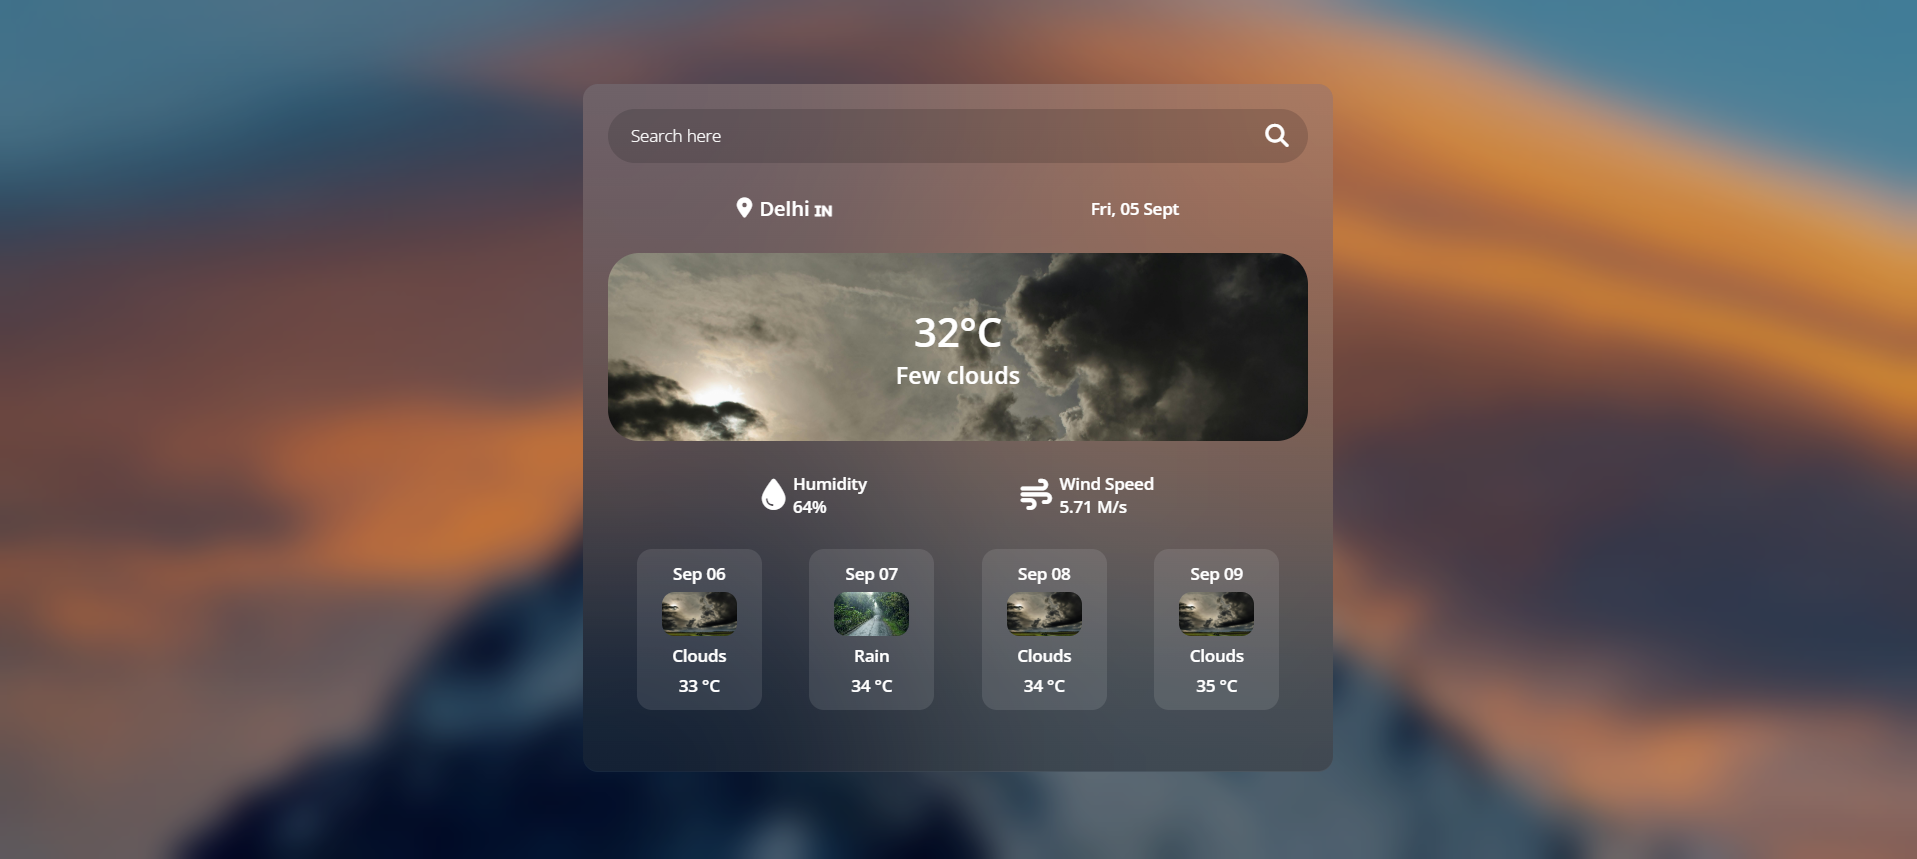 Search here
Delhi IN
Fri, 05 Sept
32°C
Few clouds
Humidity
64%
Wind Speed
5.71 M/s
Sep 06
Clouds
33 °C
Sep 07
Rain
34 °C
Sep 08
Clouds
34 °C
Sep 09
Clouds
35 °C